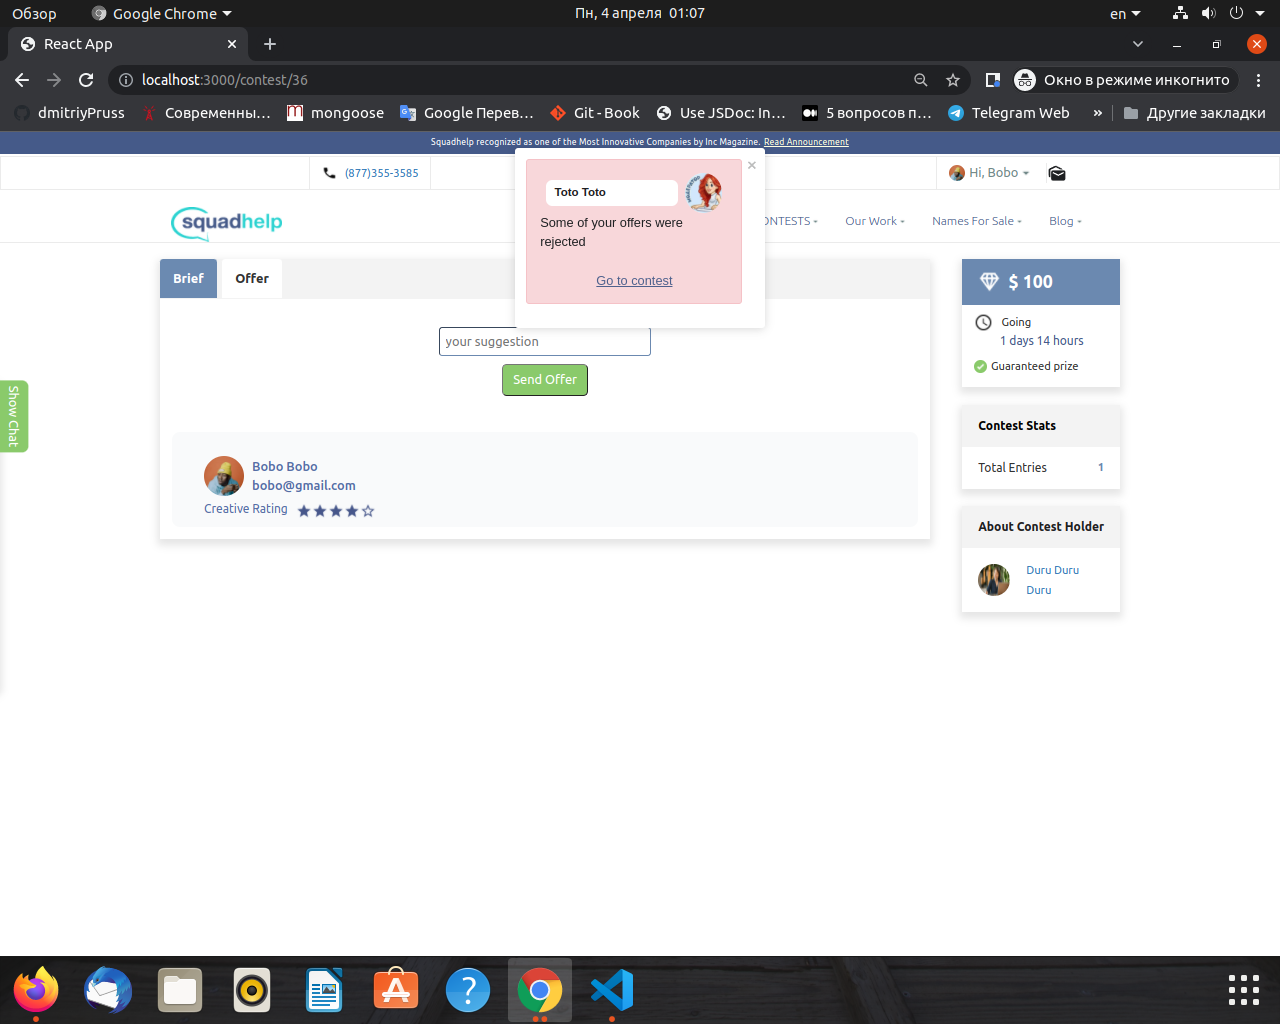 Обзор
Google Chrome
Пн, 4 апреля 01:07
en
React App
localhost:3000/contest/36
Окно в режиме инкогнито
dmitriyPruss
Современны…
mongoose
Google Перев…
Git - Book
Use JSDoc: In…
5 вопросов п…
Telegram Web
»
Другие закладки
Squadhelp recognized as one of the Most Innovative Companies by Inc Magazine. Read Announcement
(877)355-3585
Hi, Bobo
squadhelp
ONTESTS
Our Work
Names For Sale
Blog
×
Toto Toto
Some of your offers were
rejected
Go to contest
Brief
Offer
your suggestion
Send Offer
Show Chat
Bobo Bobo
bobo@gmail.com
Creative Rating
$ 100
Going
1 days 14 hours
Guaranteed prize
Contest Stats
Total Entries
1
About Contest Holder
Duru Duru
Duru